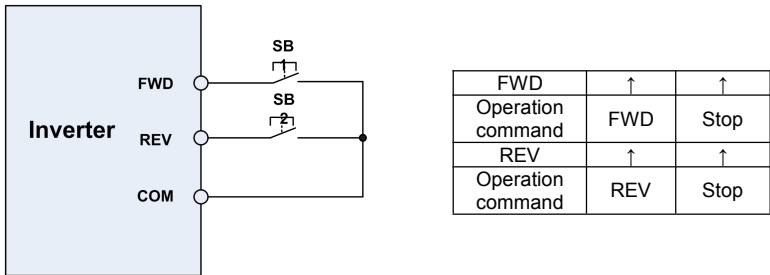 SB
1
FWD
SB
2
Inverter
REV
COM
FWD ↑ ↑
Operation command FWD Stop
REV ↑ ↑
Operation command REV Stop